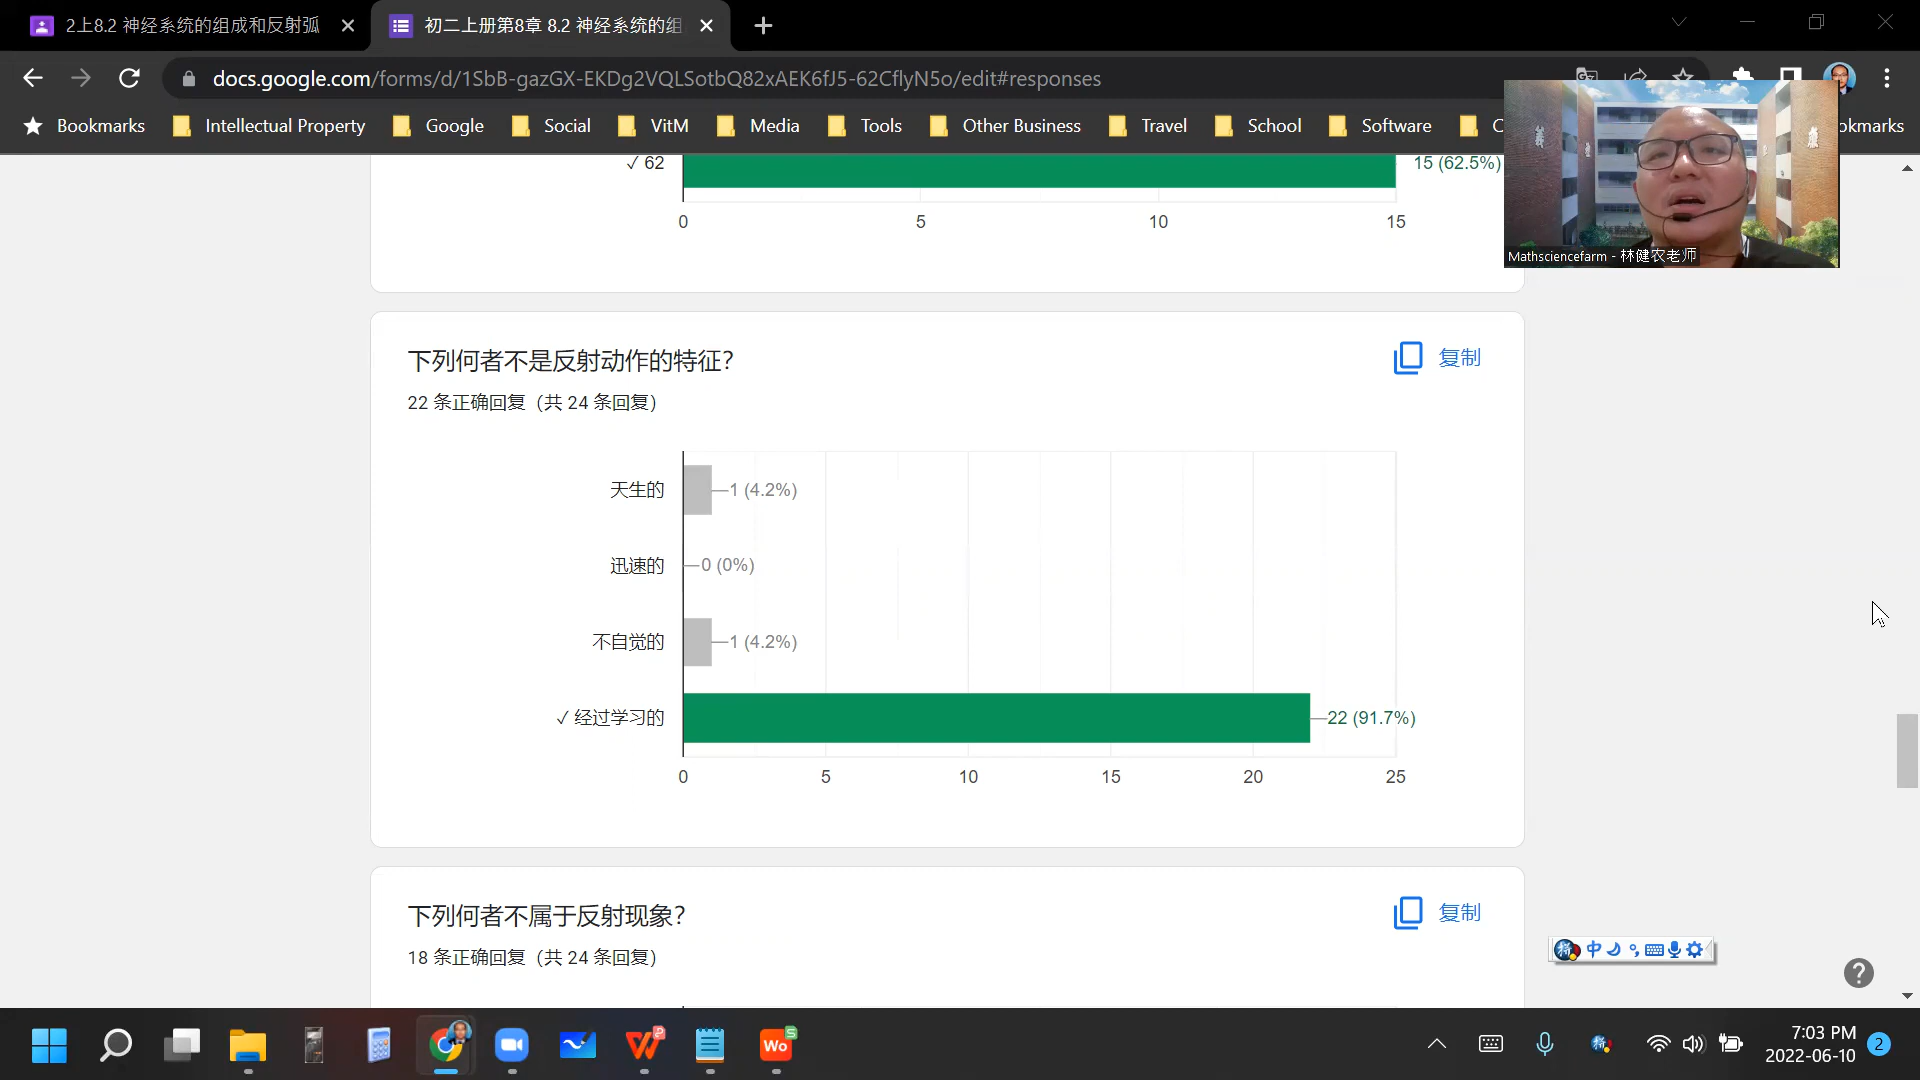 2上8.2 神经系统的组成和反射弧
初二上册第8章 8.2 神经系统的组
docs.google.com/forms/d/1SbB-gazGX-EKDg2VQLSotbQ82xAEK6fJ5-62CflyN5o/edit#responses
Bookmarks Intellectual Property Google Social VitM Media Tools Other Business Travel School Software
okmarks
Mathsciencefarm - 林健农老师
✓ 62
15 (62.5%)
0 5 10 15
下列何者不是反射动作的特征？
复制
22 条正确回复（共 24 条回复）
天生的
1 (4.2%)
迅速的
0 (0%)
不自觉的
1 (4.2%)
✓ 经过学习的
22 (91.7%)
0 5 10 15 20 25
下列何者不属于反射现象？
复制
18 条正确回复（共 24 条回复）
中
7:03 PM
2022-06-10
2